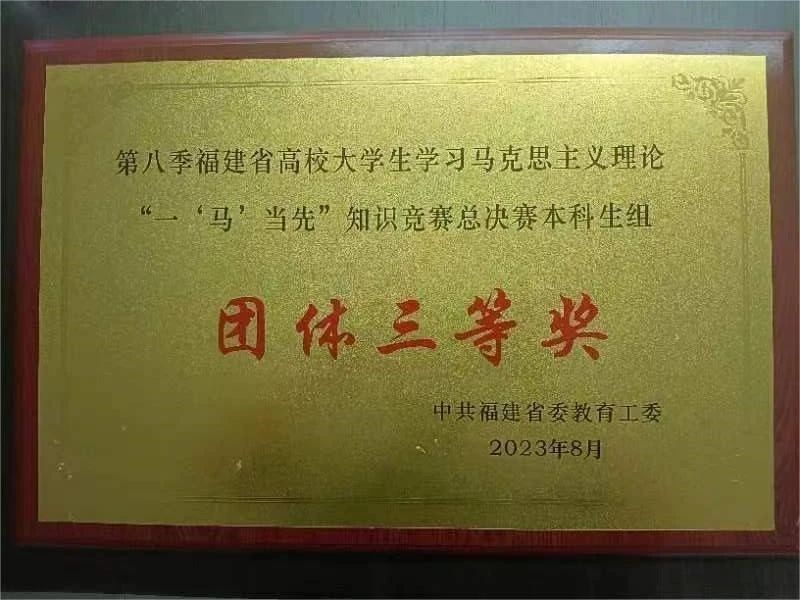 第八季福建省高校大学生学习马克思主义理论
“一‘马’当先”知识竞赛总决赛本科生组
团体三等奖
中共福建省委教育工委
2023年8月